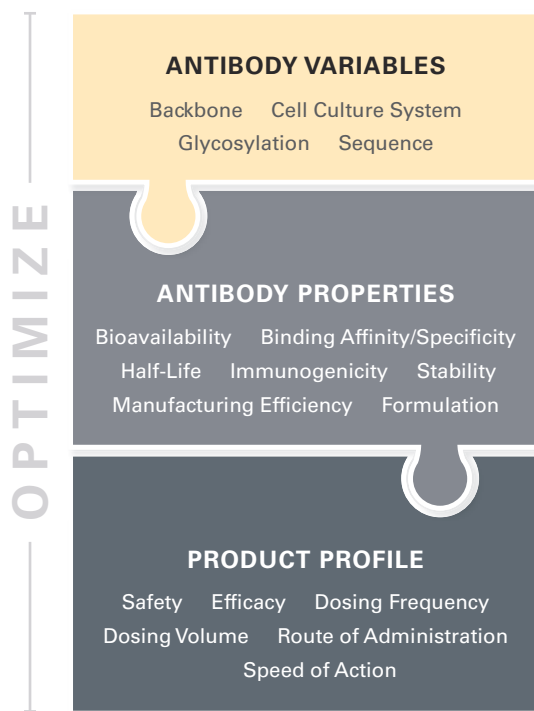 OPTIMIZE
ANTIBODY VARIABLES
Backbone Cell Culture System
Glycosylation Sequence
ANTIBODY PROPERTIES
Bioavailability Binding Affinity/Specificity
Half-Life Immunogenicity Stability
Manufacturing Efficiency Formulation
PRODUCT PROFILE
Safety Efficacy Dosing Frequency
Dosing Volume Route of Administration
Speed of Action